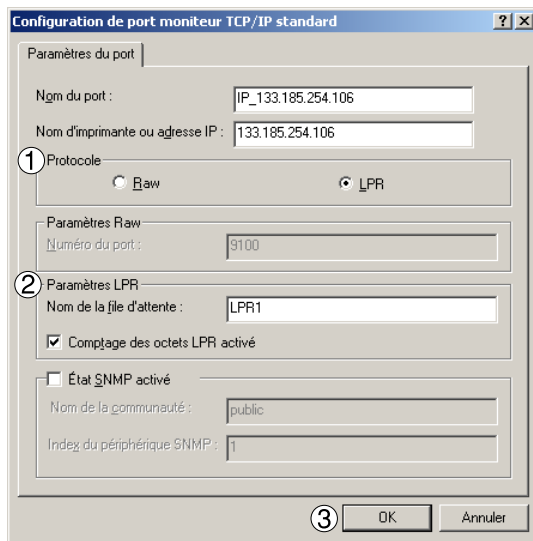 Configuration de port moniteur TCP/IP standard
Paramètres du port
Nom du port :
IP_133.185.254.106
Nom d'imprimante ou adresse IP :
133.185.254.106
1
Protocole
Raw
LPR
Paramètres Raw
Numéro du port :
9100
2
Paramètres LPR
Nom de la file d'attente :
LPR1
Comptage des octets LPR activé
État SNMP activé
Nom de la communauté :
public
Index du périphérique SNMP :
1
3
OK
Annuler